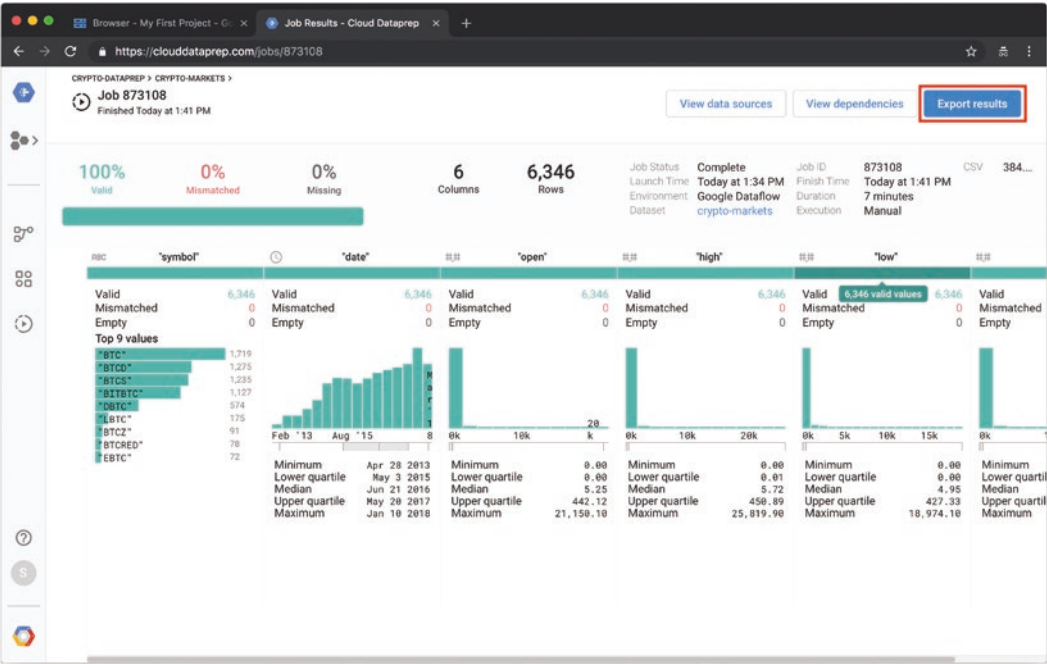 Browser - My First Project - G
Job Results - Cloud Dataprep
https://clouddataprep.com/jobs/873108
CRYPTO-DATAPREP > CRYPTO-MARKETS >
Job 873108
Finished Today at 1:41 PM
View data sources
View dependencies
Export results
100%
Valid
0%
Mismatched
0%
Missing
6
Columns
6,346
Rows
Job Status Complete
Launch Time Today at 1:34 PM
Environment Google Dataflow
Dataset crypto-markets
Job ID 873108
Finish Time Today at 1:41 PM
Duration 7 minutes
Execution Manual
CSV 384....
ABC "symbol"
Valid 6,346
Mismatched 0
Empty 0
Top 9 values
"BTC" 1,719
"BTCD" 1,275
"BTCS" 1,235
"BITBTC" 1,127
"DBTC" 574
"LBTC" 175
"BTCZ" 91
"BTCRED" 78
"EBTC" 72
"date"
Valid 6,346
Mismatched 0
Empty 0
Feb '13 Aug '15
Minimum Apr 28 2013
Lower quartile May 3 2015
Median Jun 21 2016
Upper quartile May 20 2017
Maximum Jan 10 2018
#.# "open"
Valid 6,346
Mismatched 0
Empty 0
0k 10k 20k
Minimum 0.00
Lower quartile 0.00
Median 5.25
Upper quartile 442.12
Maximum 21,150.10
#.# "high"
Valid 6,346
Mismatched 0
Empty 0
0k 10k 20k
Minimum 0.00
Lower quartile 0.01
Median 5.72
Upper quartile 450.89
Maximum 25,819.90
#.# "low"
6,346 valid values
Valid 6,346
Mismatched 0
Empty 0
0k 5k 10k 15k
Minimum 0.00
Lower quartile 0.00
Median 4.95
Upper quartile 427.33
Maximum 18,974.10
#.#
Valid
Mismatched
Empty
0k
Minimum
Lower quartil
Median
Upper quartil
Maximum
S